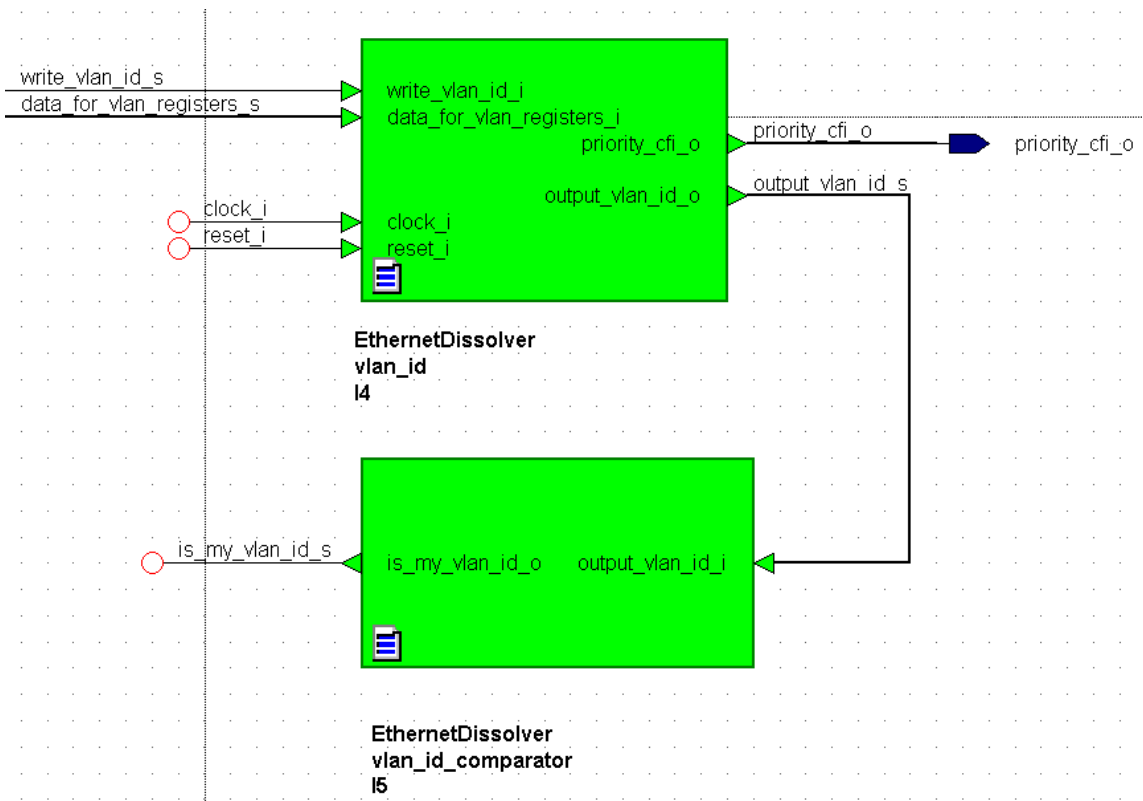 write_vlan_id_s
data_for_vlan_registers_s
write_vlan_id_i
data_for_vlan_registers_i
priority_cfi_o
priority_cfi_o
priority_cfi_o
output_vlan_id_o
output_vlan_id_s
clock_i
clock_i
reset_i
reset_i
EthernetDissolver
vlan_id
I4
is_my_vlan_id_s
is_my_vlan_id_o
output_vlan_id_i
EthernetDissolver
vlan_id_comparator
I5